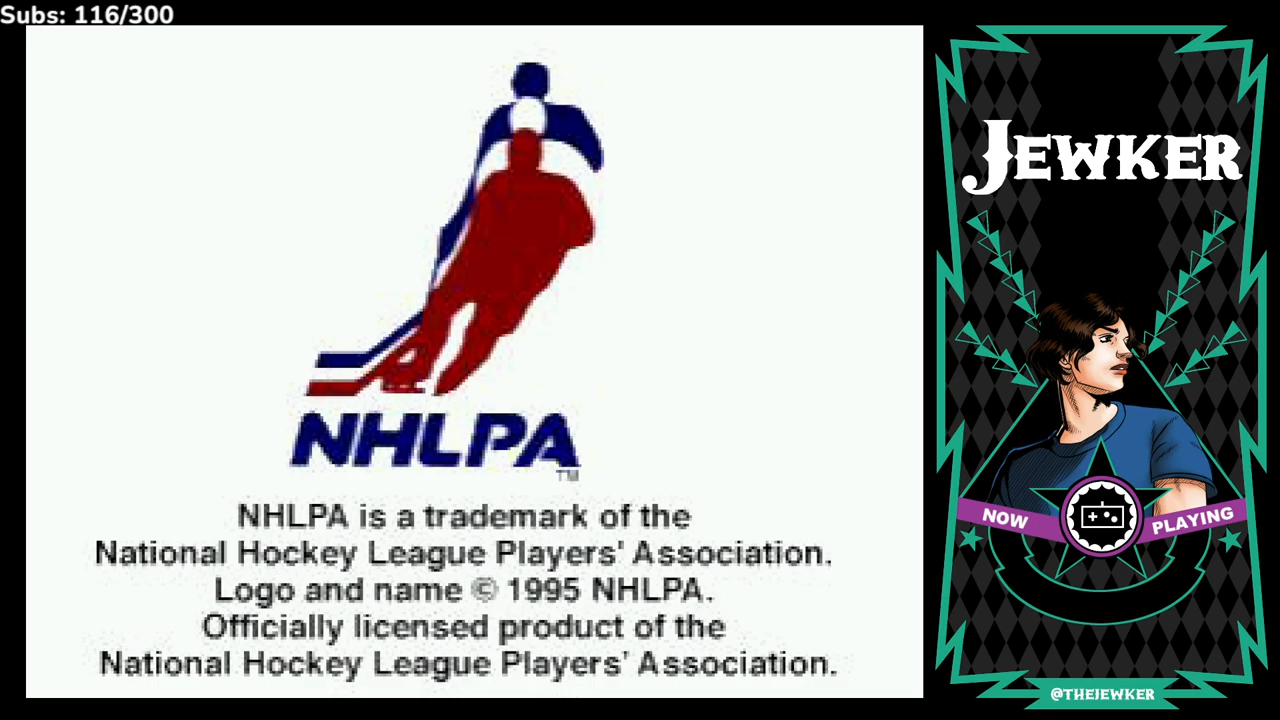 Subs: 116/300
NHLPA
TM
NHLPA is a trademark of the
National Hockey League Players' Association.
Logo and name © 1995 NHLPA.
Officially licensed product of the
National Hockey League Players' Association.
JEWKER
NOW PLAYING
@THEJEWKER